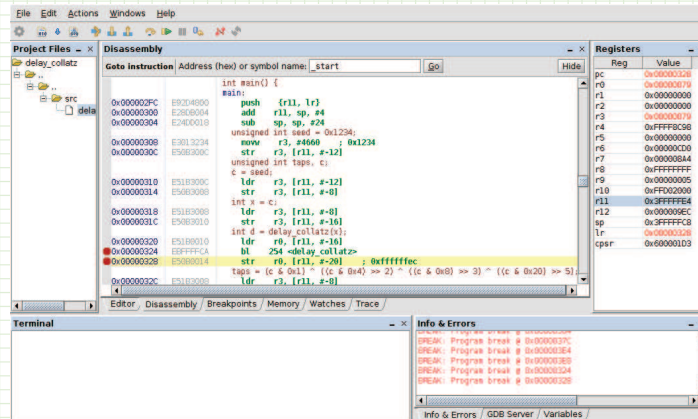 File Edit Actions Windows Help
Project Files
delay_collatz
..
..
src
dela
Disassembly
Goto instruction Address (hex) or symbol name: _start Go Hide
int main() {
main:
0x000002FC E92D4800 push {r11, lr}
0x00000300 E28DB004 add r11, sp, #4
0x00000304 E24DD018 sub sp, sp, #24
unsigned int seed = 0x1234;
0x00000308 E3013234 movw r3, #4660 ; 0x1234
0x0000030C E50B300C str r3, [r11, #-12]
unsigned int taps, c;
c = seed;
0x00000310 E51B300C ldr r3, [r11, #-12]
0x00000314 E50B3008 str r3, [r11, #-8]
int x = c;
0x00000318 E51B3008 ldr r3, [r11, #-8]
0x0000031C E50B3010 str r3, [r11, #-16]
int d = delay_collatz(x);
0x00000320 E51B0010 ldr r0, [r11, #-16]
0x00000324 EBFFFFCA bl 254 <delay_collatz>
0x00000328 E50B0014 str r0, [r11, #-20] ; 0xffffffec
taps = (c & 0x1) ^ ((c & 0x4) >> 2) ^ ((c & 0x8) >> 3) ^ ((c & 0x20) >> 5);
0x0000032C E51B3008 ldr r3, [r11, #-8]
Editor Disassembly Breakpoints Memory Watches Trace
Registers
Reg Value
pc 0x00000328
r0 0x00000079
r1 0x00000000
r2 0x00000000
r3 0x00000079
r4 0xFFFF8C98
r5 0x00000000
r6 0x00000CD0
r7 0x000008A4
r8 0xFFFFFFFF
r9 0x00000005
r10 0xFFD02000
r11 0x3FFFFFE4
r12 0x000009EC
sp 0x3FFFFFC8
lr 0x00000328
cpsr 0x600001D3
Terminal
Info & Errors
BREAK: Program break @ 0x0000037C
BREAK: Program break @ 0x000003E4
BREAK: Program break @ 0x000003E0
BREAK: Program break @ 0x00000324
BREAK: Program break @ 0x00000328
Info & Errors GDB Server Variables